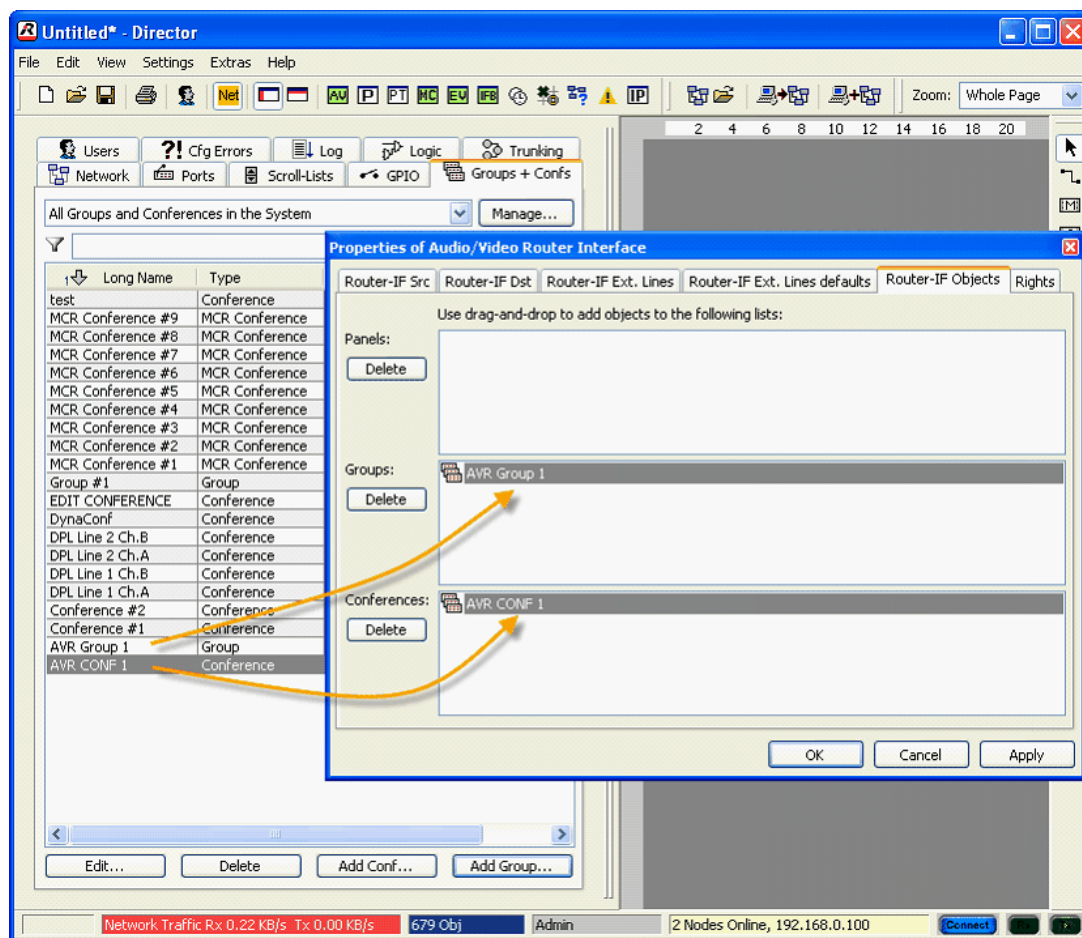 Untitled* - Director
File Edit View Settings Extras Help
Net AV P PT MC EV IFB IP Zoom: Whole Page
2 4 6 8 10 12 14 16 18 20
Users ?! Cfg Errors Log Logic Trunking
Network Ports Scroll-Lists GPIO Groups + Confs
All Groups and Conferences in the System Manage...
Long Name Type
test Conference
MCR Conference #9 MCR Conference
MCR Conference #8 MCR Conference
MCR Conference #7 MCR Conference
MCR Conference #6 MCR Conference
MCR Conference #5 MCR Conference
MCR Conference #4 MCR Conference
MCR Conference #3 MCR Conference
MCR Conference #2 MCR Conference
MCR Conference #1 MCR Conference
Group #1 Group
EDIT CONFERENCE Conference
DynaConf Conference
DPL Line 2 Ch.B Conference
DPL Line 2 Ch.A Conference
DPL Line 1 Ch.B Conference
DPL Line 1 Ch.A Conference
Conference #2 Conference
Conference #1 Conference
AVR Group 1 Group
AVR CONF 1 Conference
Edit... Delete Add Conf... Add Group...
Properties of Audio/Video Router Interface
Router-IF Src Router-IF Dst Router-IF Ext. Lines Router-IF Ext. Lines defaults Router-IF Objects Rights
Use drag-and-drop to add objects to the following lists:
Panels:
Delete
Groups:
AVR Group 1
Delete
Conferences:
AVR CONF 1
Delete
OK Cancel Apply
Network Traffic Rx 0.22 KB/s Tx 0.00 KB/s 679 Obj Admin 2 Nodes Online, 192.168.0.100 Connect